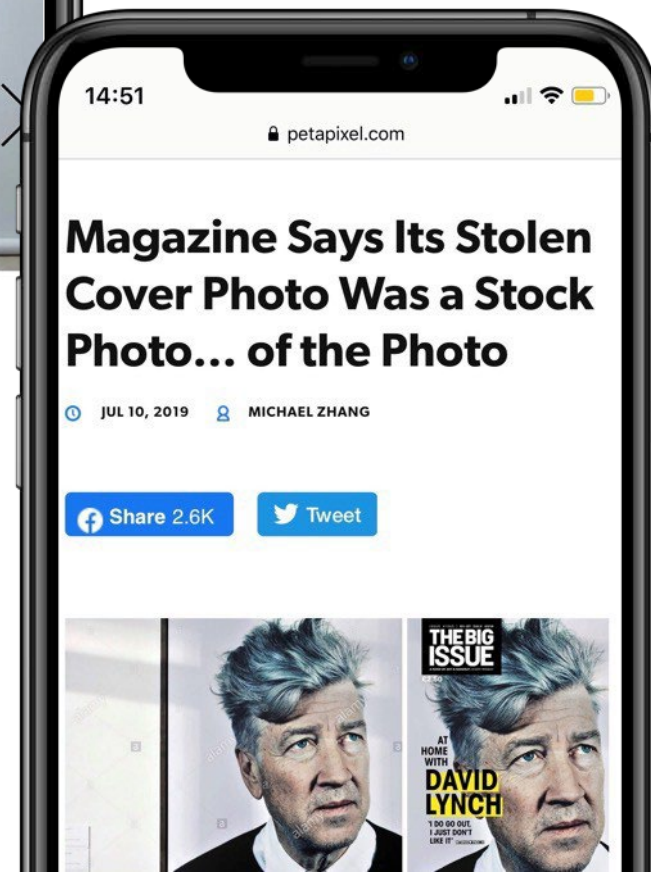 14:51
petapixel.com
Magazine Says Its Stolen
Cover Photo Was a Stock
Photo... of the Photo
JUL 10, 2019 MICHAEL ZHANG
Share 2.6K Tweet
THE BIG
ISSUE
£2.50
AT
HOME
WITH
DAVID
LYNCH
'I DO GO OUT,
I JUST DON'T
LIKE IT'